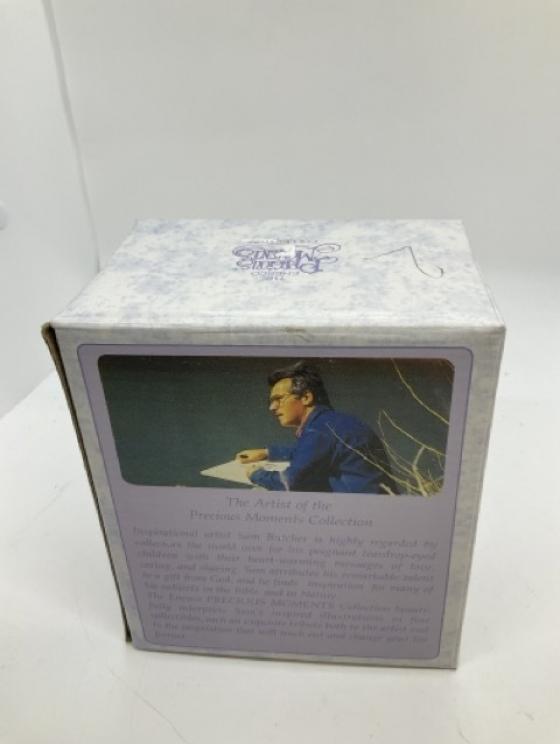 THE
ENESCO
PRECIOUS
MOMENTS
COLLECTION
The Artist of the
Precious Moments Collection
Inspirational artist Sam Butcher is highly regarded by
collectors the world over for his poignant teardrop-eyed
children with their heart-warming messages of love,
caring, and sharing. Sam attributes his remarkable talent
to a gift from God, and he finds inspiration for many of
his subjects in the Bible and in Nature.
The Enesco PRECIOUS MOMENTS Collection beauti-
fully interprets Sam's inspired illustrations in fine
collectibles, each an exquisite tribute both to the artist and
to the inspiration that will touch and change your life
forever.